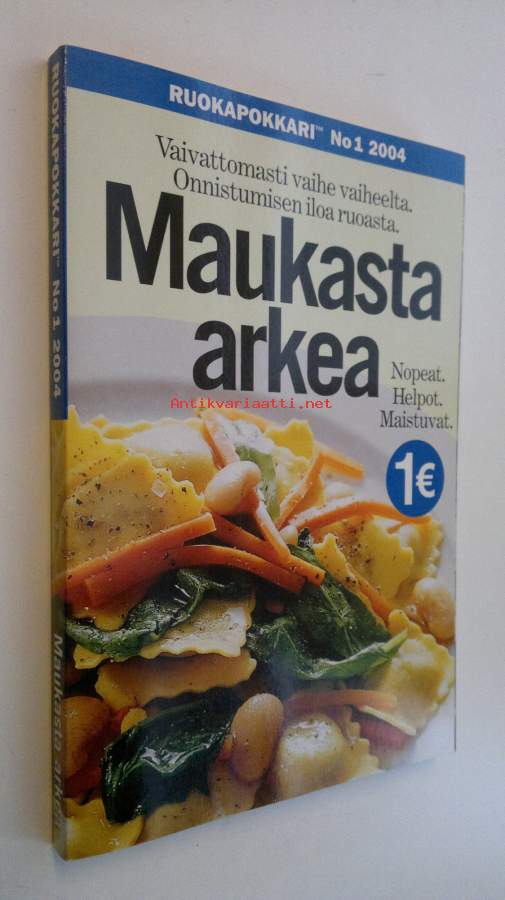 RUOKAPOKKARI™ No 1 2004
Vaivattomasti vaihe vaiheelta.
Onnistumisen iloa ruoasta.
Maukasta
arkea
Nopeat.
Helpot.
Maistuvat.
1€
Antikvariaatti.net
RUOKAPOKKARI™ No 1 2004
Maukasta arkea